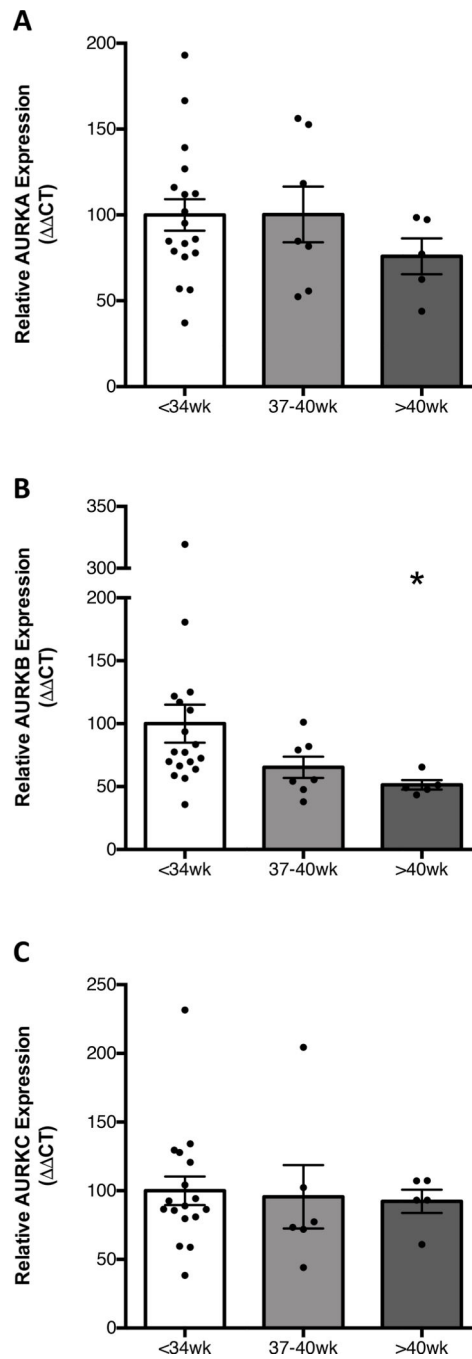 A
Relative AURKA Expression
(ΔΔCT)
200
150
100
50
0
<34wk 37-40wk >40wk
B
Relative AURKB Expression
(ΔΔCT)
350
300
200
150
100
50
0
*
<34wk 37-40wk >40wk
C
Relative AURKC Expression
(ΔΔCT)
250
200
150
100
50
0
<34wk 37-40wk >40wk